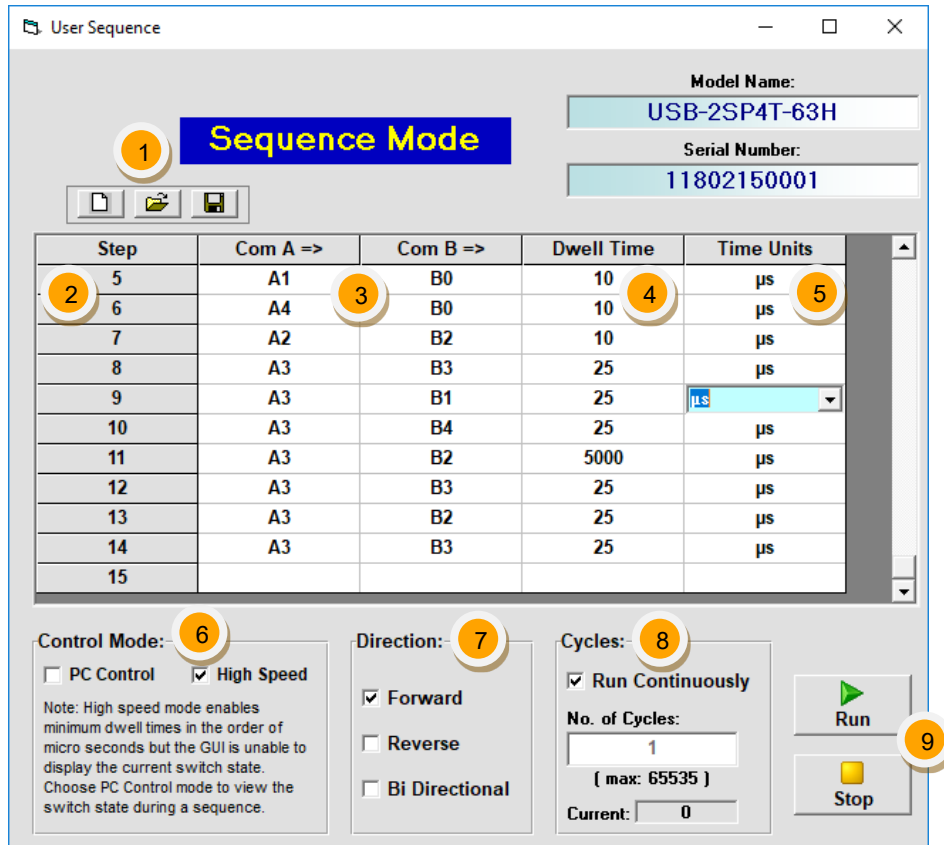 User Sequence
Model Name:
USB-2SP4T-63H
Sequence Mode
Serial Number:
11802150001
1
Step Com A => Com B => Dwell Time Time Units
5 A1 B0 10 µs
6 A4 B0 10 µs
7 A2 B2 10 µs
8 A3 B3 25 µs
9 A3 B1 25 µs
10 A3 B4 25 µs
11 A3 B2 5000 µs
12 A3 B3 25 µs
13 A3 B2 25 µs
14 A3 B3 25 µs
15
2
3
4
5
Control Mode: 6
PC Control High Speed
Note: High speed mode enables
minimum dwell times in the order of
micro seconds but the GUI is unable to
display the current switch state.
Choose PC Control mode to view the
switch state during a sequence.
Direction: 7
Forward
Reverse
Bi Directional
Cycles: 8
Run Continuously
No. of Cycles:
1
( max: 65535 )
Current: 0
Run
9
Stop